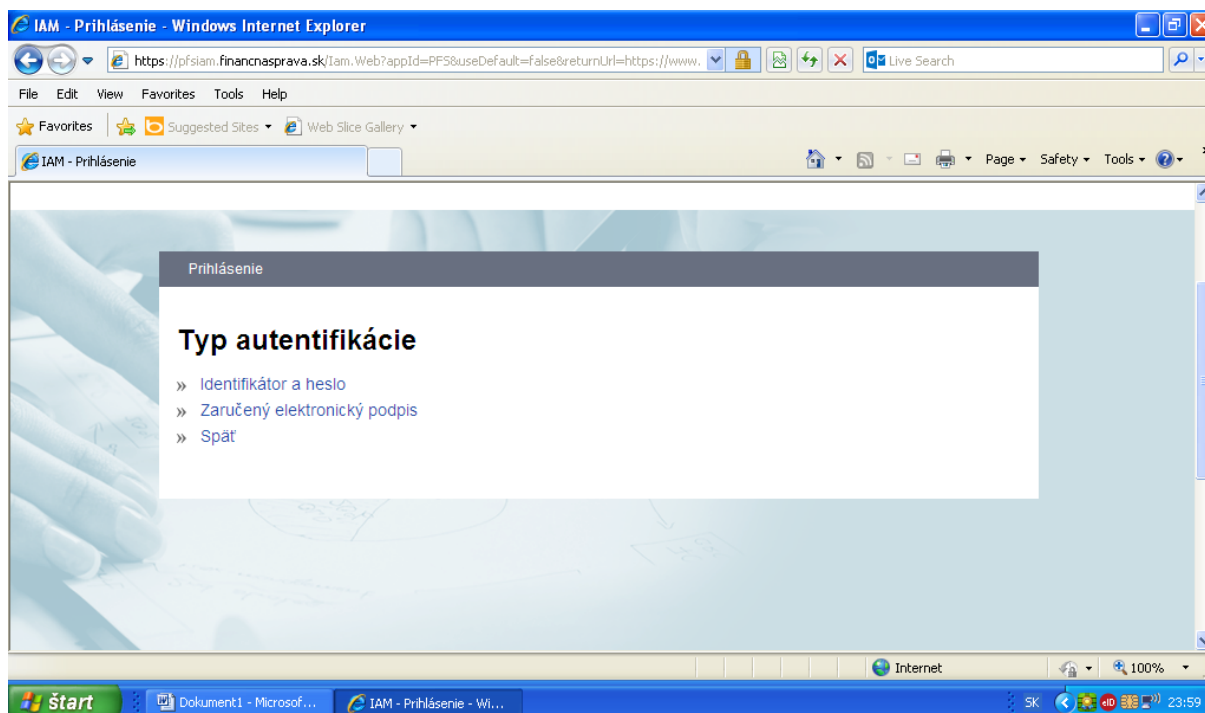 IAM - Prihlásenie - Windows Internet Explorer
https://pfsiam.financnasprava.sk/Iam.Web?appId=PFS&useDefault=false&returnUrl=https://www.
Live Search
File Edit View Favorites Tools Help
Favorites Suggested Sites Web Slice Gallery
IAM - Prihlásenie Page Safety Tools
Prihlásenie
Typ autentifikácie
» Identifikátor a heslo
» Zaručený elektronický podpis
» Späť
Internet 100%
štart Dokument1 - Microsof... IAM - Prihlásenie - Wi... SK eID 23:59